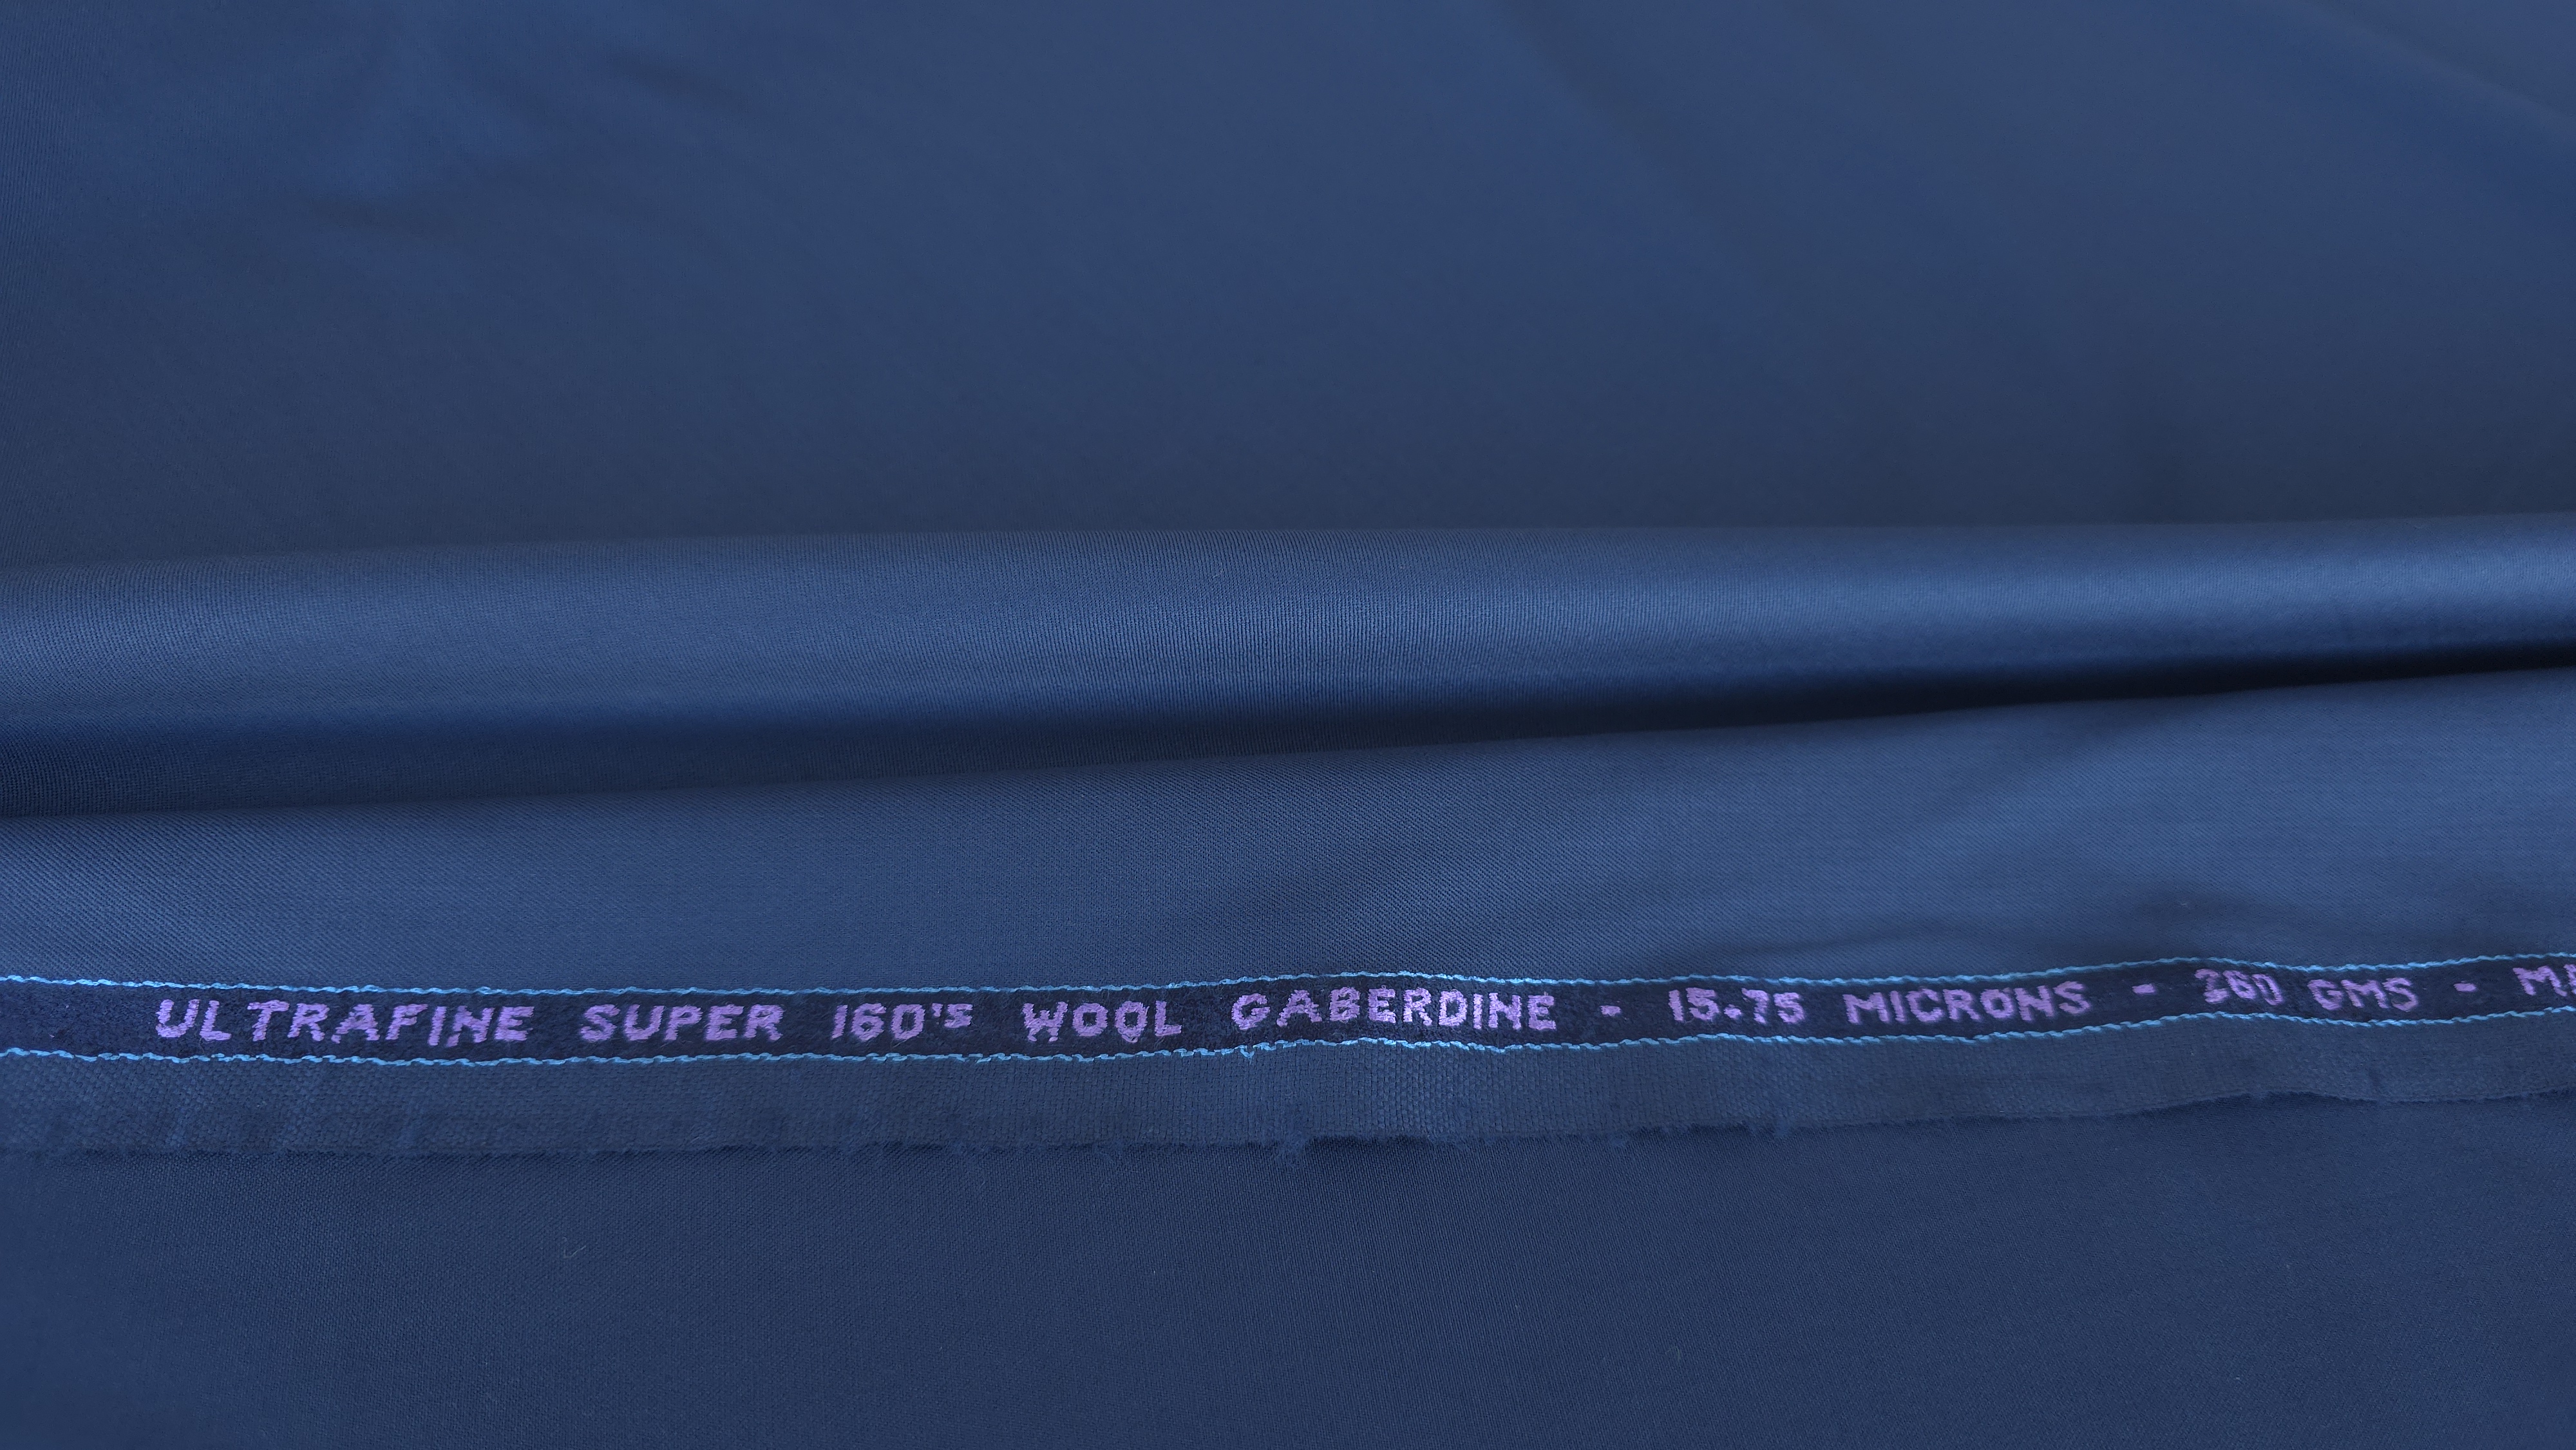 ULTRAFINE SUPER 160's WOOL GABERDINE - 15.75 MICRONS - 260 GMS -